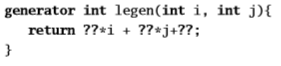 generator int legen(int i, int j){
return ??*i + ??*j+??;
}